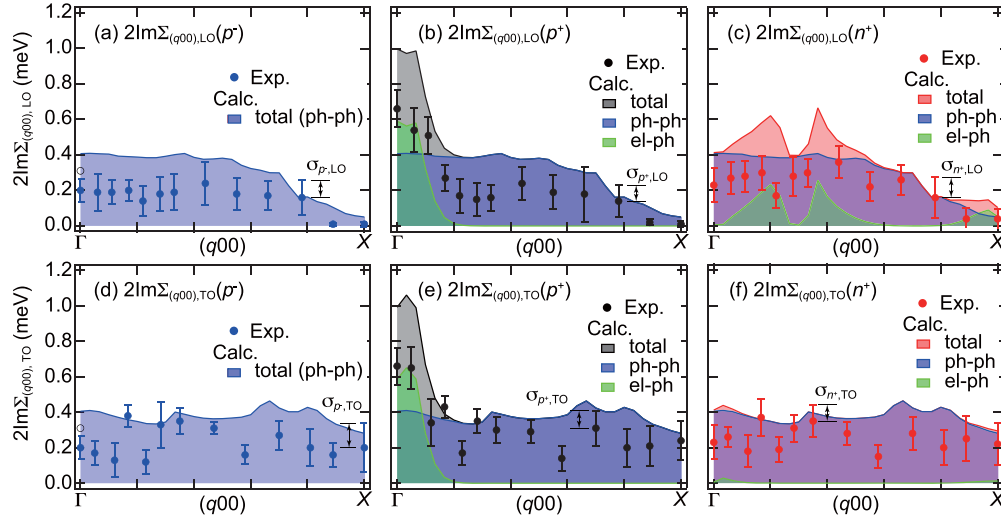 (a) 2ImΣ(q00),LO(p-)
(b) 2ImΣ(q00),LO(p+)
(c) 2ImΣ(q00),LO(n+)
2ImΣ(q00), LO (meV)
1.2
1.0
0.8
0.6
0.4
0.2
0.0
Exp.
Calc.
total (ph-ph)
σp-,LO
Exp.
Calc.
total
ph-ph
el-ph
σp+,LO
Exp.
Calc.
total
ph-ph
el-ph
σn+,LO
Γ
(q00)
X
(q00)
X
Γ
(q00)
X
(d) 2ImΣ(q00),TO(p-)
(e) 2ImΣ(q00),TO(p+)
(f) 2ImΣ(q00),TO(n+)
2ImΣ(q00), TO (meV)
1.2
1.0
0.8
0.6
0.4
0.2
0.0
Exp.
Calc.
total (ph-ph)
σp-,TO
Exp.
Calc.
total
ph-ph
el-ph
σp+,TO
Exp.
Calc.
total
ph-ph
el-ph
σn+,TO
Γ
(q00)
X
(q00)
X
Γ
(q00)
X